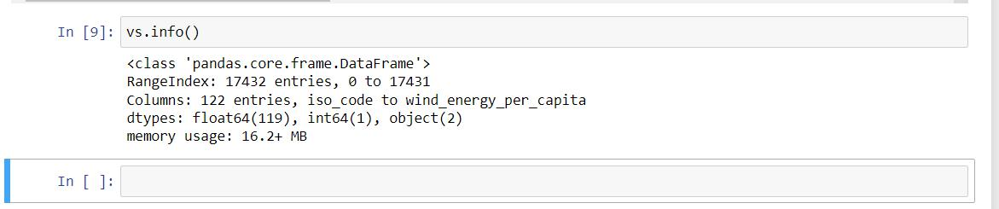 In [9]: vs.info()
<class 'pandas.core.frame.DataFrame'>
RangeIndex: 17432 entries, 0 to 17431
Columns: 122 entries, iso_code to wind_energy_per_capita
dtypes: float64(119), int64(1), object(2)
memory usage: 16.2+ MB
In [ ]: